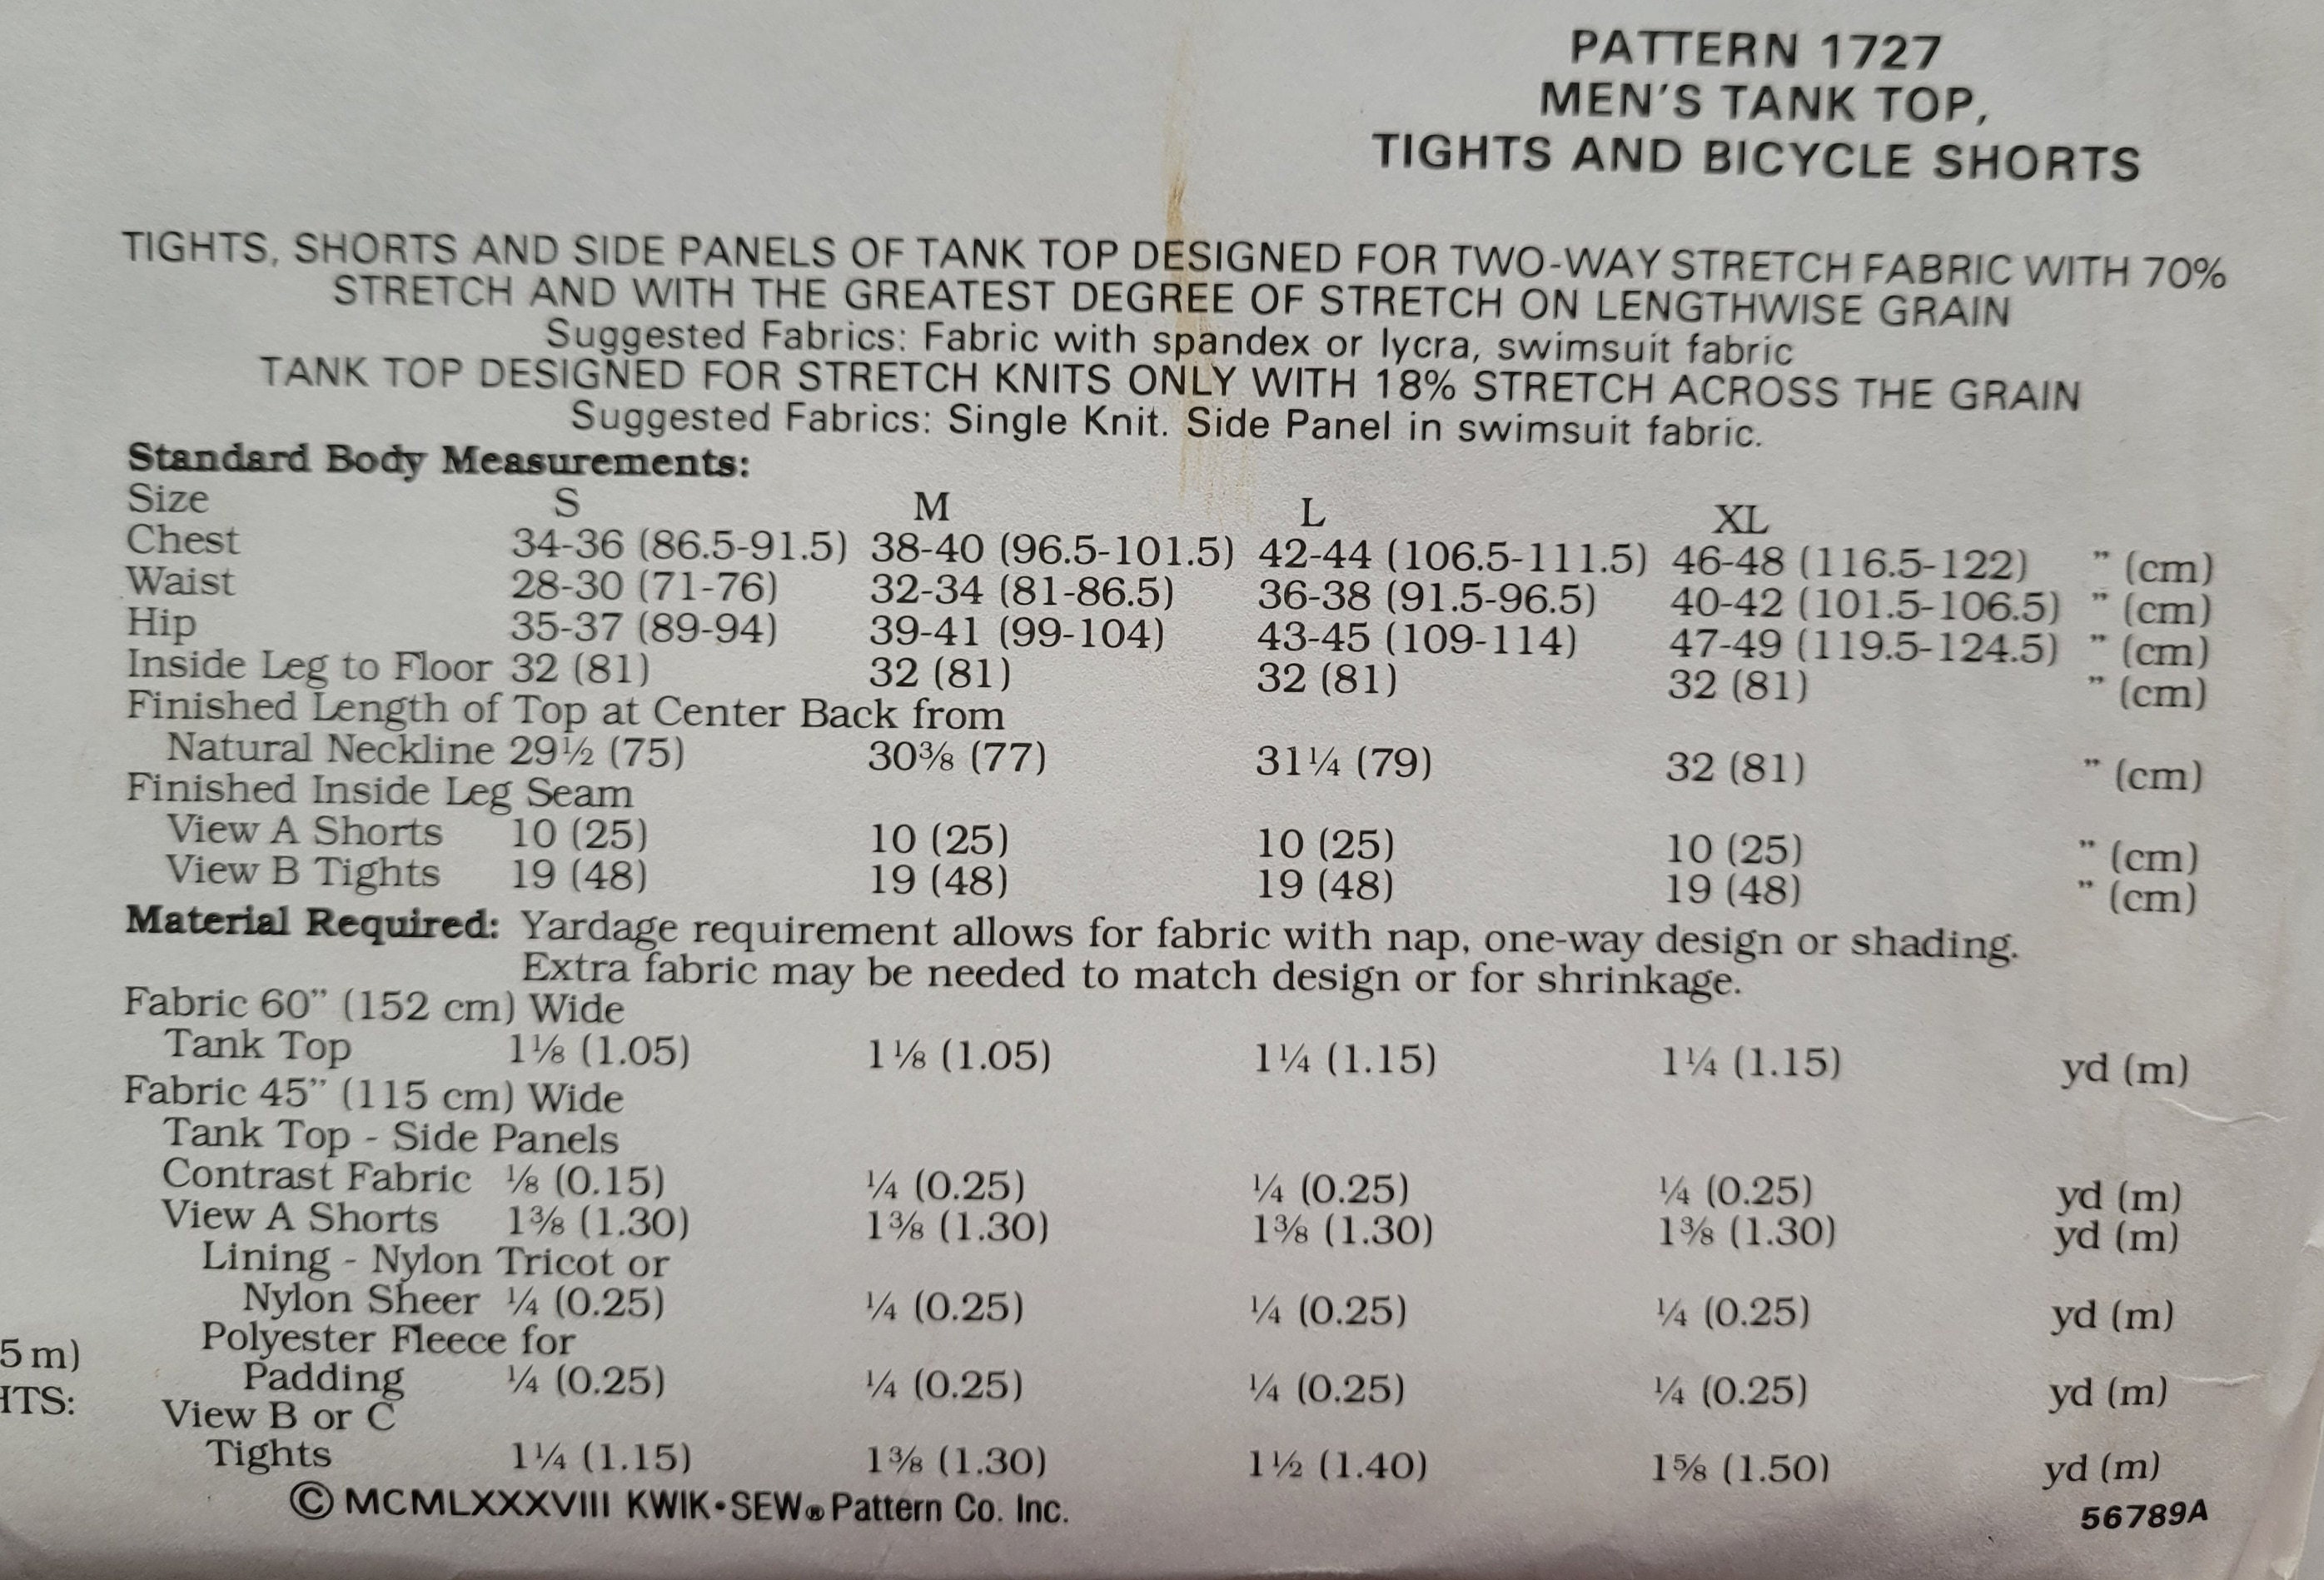 PATTERN 1727
MEN'S TANK TOP,
TIGHTS AND BICYCLE SHORTS
TIGHTS, SHORTS AND SIDE PANELS OF TANK TOP DESIGNED FOR TWO-WAY STRETCH FABRIC WITH 70%
STRETCH AND WITH THE GREATEST DEGREE OF STRETCH ON LENGTHWISE GRAIN
Suggested Fabrics: Fabric with spandex or lycra, swimsuit fabric
TANK TOP DESIGNED FOR STRETCH KNITS ONLY WITH 18% STRETCH ACROSS THE GRAIN
Suggested Fabrics: Single Knit. Side Panel in swimsuit fabric.
Standard Body Measurements:
Size S M L XL
Chest 34-36 (86.5-91.5) 38-40 (96.5-101.5) 42-44 (106.5-111.5) 46-48 (116.5-122) " (cm)
Waist 28-30 (71-76) 32-34 (81-86.5) 36-38 (91.5-96.5) 40-42 (101.5-106.5) " (cm)
Hip 35-37 (89-94) 39-41 (99-104) 43-45 (109-114) 47-49 (119.5-124.5) " (cm)
Inside Leg to Floor 32 (81) 32 (81) 32 (81) 32 (81) " (cm)
Finished Length of Top at Center Back from
Natural Neckline 29½ (75) 30⅜ (77) 31¼ (79) 32 (81) " (cm)
Finished Inside Leg Seam
View A Shorts 10 (25) 10 (25) 10 (25) 10 (25) " (cm)
View B Tights 19 (48) 19 (48) 19 (48) 19 (48) " (cm)
Material Required: Yardage requirement allows for fabric with nap, one-way design or shading.
Extra fabric may be needed to match design or for shrinkage.
Fabric 60" (152 cm) Wide
Tank Top 1⅛ (1.05) 1⅛ (1.05) 1¼ (1.15) 1¼ (1.15) yd (m)
Fabric 45" (115 cm) Wide
Tank Top - Side Panels
Contrast Fabric ⅛ (0.15) ¼ (0.25) ¼ (0.25) ¼ (0.25) yd (m)
View A Shorts 1⅜ (1.30) 1⅜ (1.30) 1⅜ (1.30) 1⅜ (1.30) yd (m)
Lining - Nylon Tricot or
Nylon Sheer ¼ (0.25) ¼ (0.25) ¼ (0.25) ¼ (0.25) yd (m)
Polyester Fleece for
5 m)
Padding ¼ (0.25) ¼ (0.25) ¼ (0.25) ¼ (0.25) yd (m)
HTS:
View B or C
Tights 1¼ (1.15) 1⅜ (1.30) 1½ (1.40) 1⅝ (1.50) yd (m)
© MCMLXXXVIII KWIK•SEW® Pattern Co. Inc.
56789A